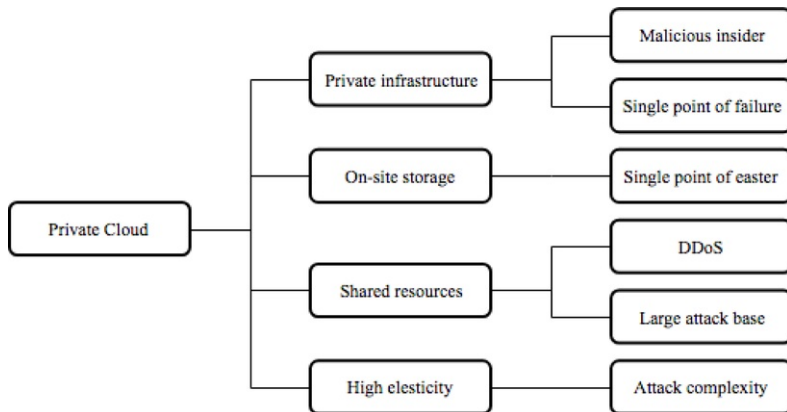 Malicious insider
Private infrastructure
Single point of failure
On-site storage
Single point of easter
Private Cloud
DDoS
Shared resources
Large attack base
High elesticity
Attack complexity